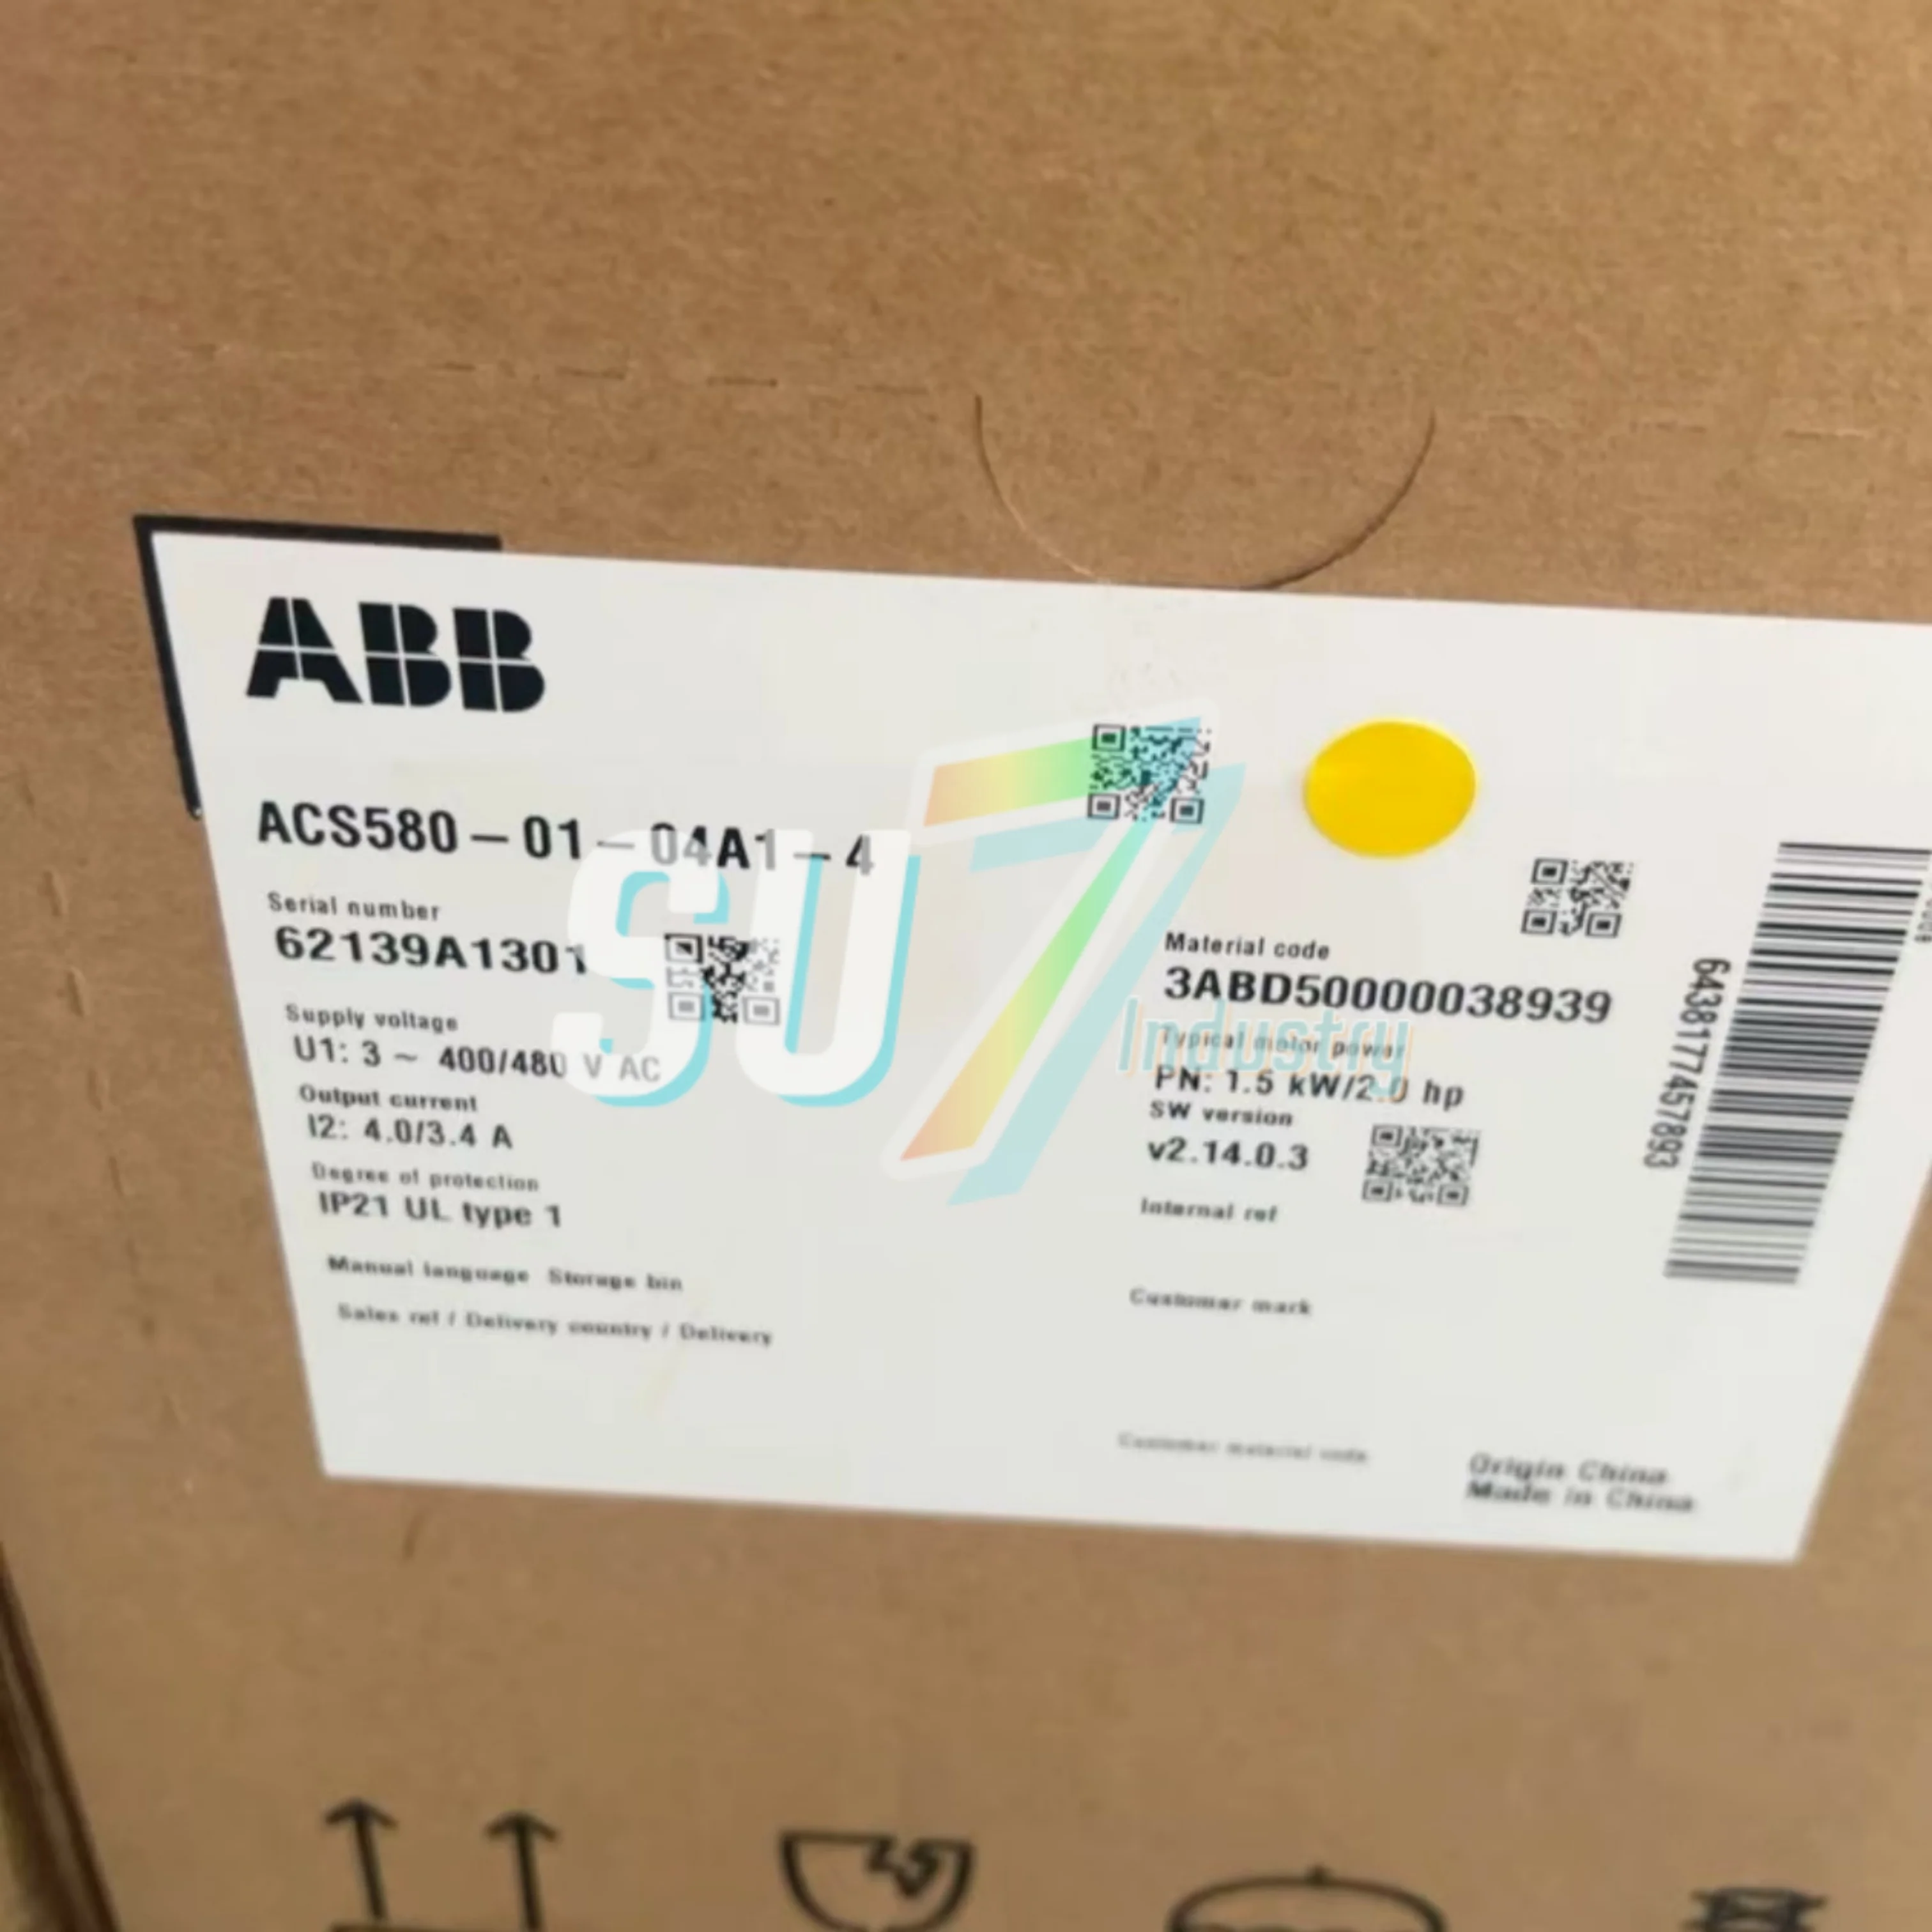 ABB
ACS580-01-04A1-4
Serial number
62139A1301
Supply voltage
U1: 3 ~ 400/480 V AC
Output current
I2: 4.0/3.4 A
Degree of protection
IP21 UL type 1
Manual language Storage bin
Sales ref / Delivery country / Delivery
SU7
Industry
Material code
3ABD50000038939
Typical motor power
PN: 1.5 kW/2.0 hp
SW version
v2.14.0.3
Internal ref
Customer mark
Customer material code
Origin China
Made in China
6438177457893